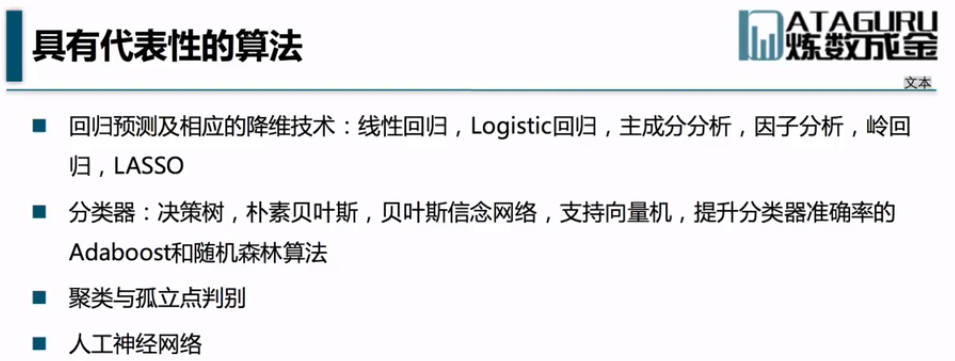 具有代表性的算法
ATAGURU
炼数成金
文本
回归预测及相应的降维技术：线性回归，Logistic回归，主成分分析，因子分析，岭回
归，LASSO
分类器：决策树，朴素贝叶斯，贝叶斯信念网络，支持向量机，提升分类器准确率的
Adaboost和随机森林算法
聚类与孤立点判别
人工神经网络